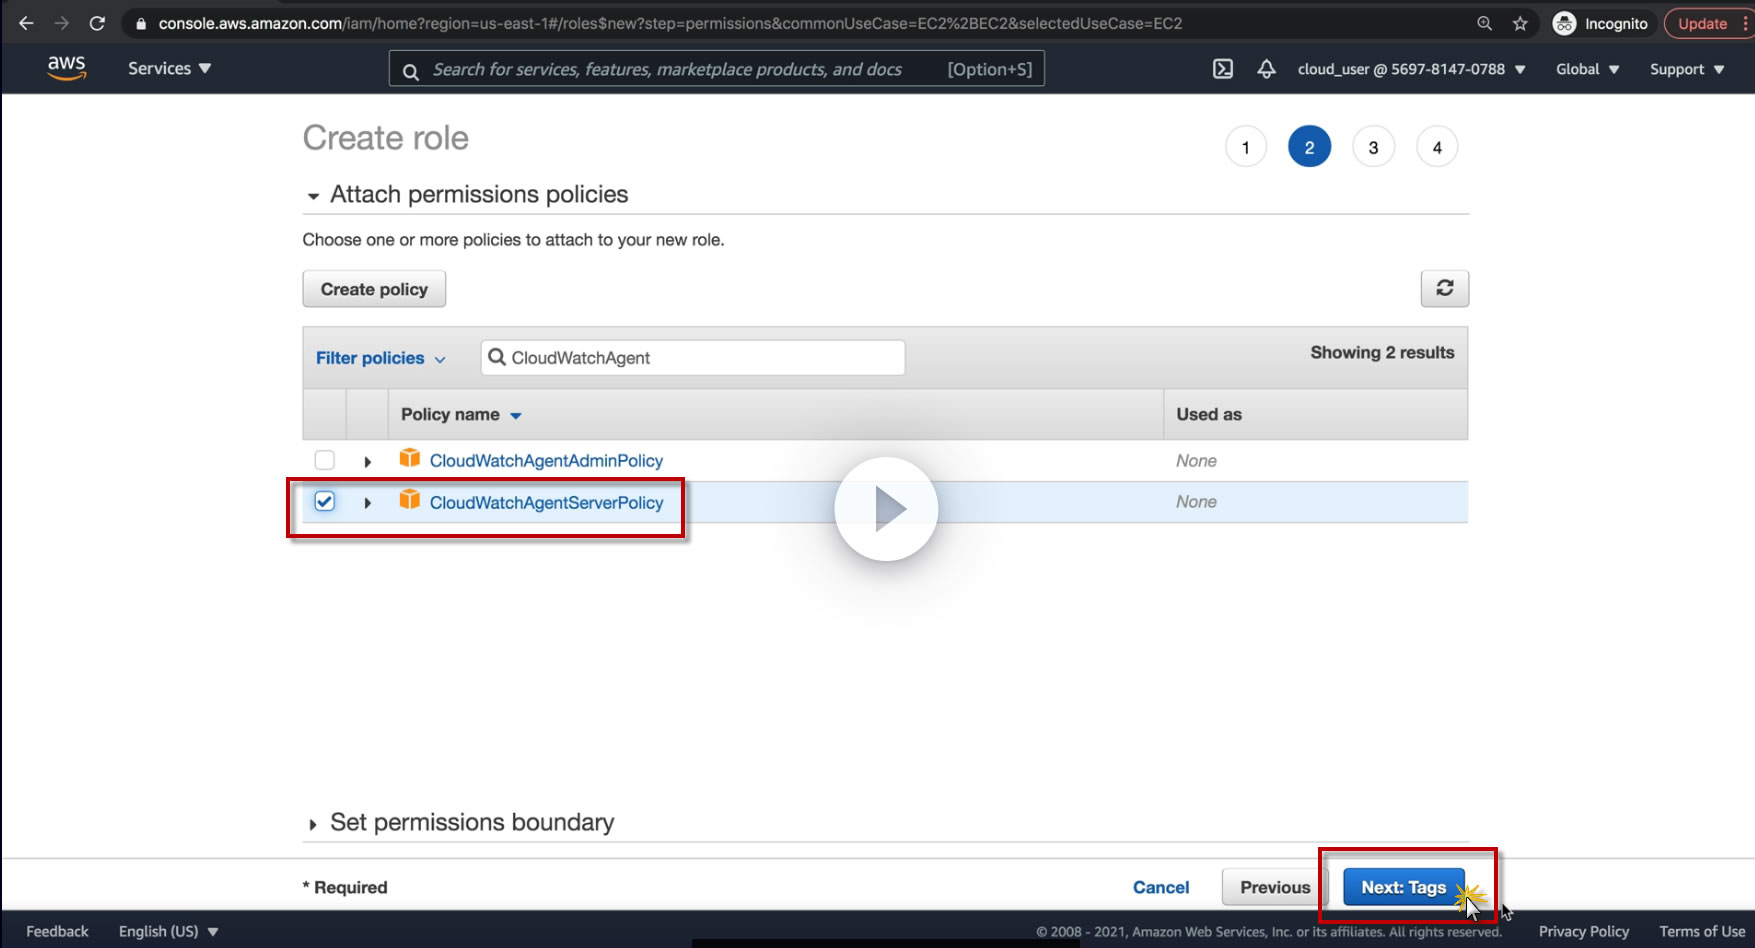 console.aws.amazon.com/iam/home?region=us-east-1#/roles$new?step=permissions&commonUseCase=EC2%2BEC2&selectedUseCase=EC2
Incognito
Update
aws
Services
Search for services, features, marketplace products, and docs
[Option+S]
cloud_user @ 5697-8147-0788
Global
Support
Create role
1
2
3
4
Attach permissions policies
Choose one or more policies to attach to your new role.
Create policy
Filter policies
CloudWatchAgent
Showing 2 results
Policy name
Used as
CloudWatchAgentAdminPolicy
None
CloudWatchAgentServerPolicy
None
Set permissions boundary
* Required
Cancel
Previous
Next: Tags
Feedback
English (US)
© 2008 - 2021, Amazon Web Services, Inc. or its affiliates. All rights reserved.
Privacy Policy
Terms of Use